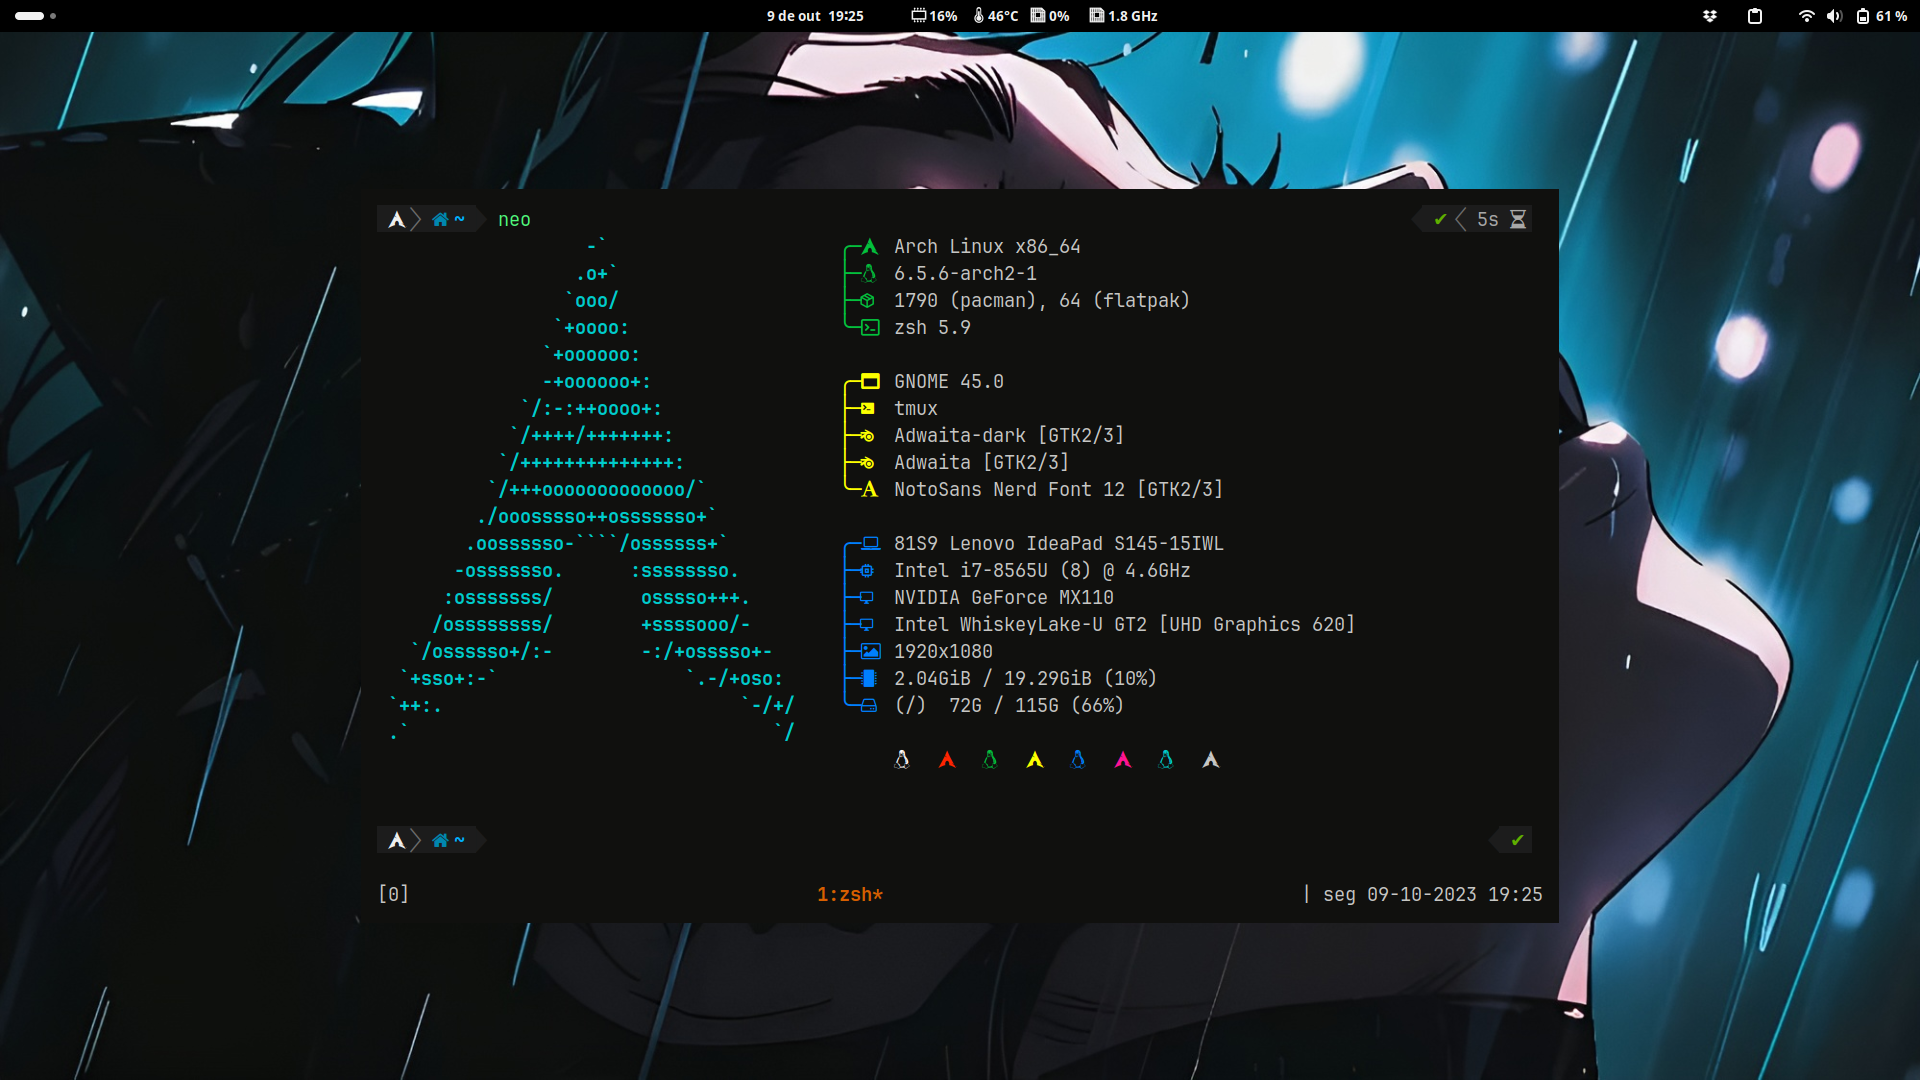 9 de out 19:25 16% 46°C 0% 1.8 GHz 61 %
~ neo ✔ 5s
-`
.o+`
`ooo/
`+oooo:
`+oooooo:
-+oooooo+:
`/:-:++oooo+:
`/++++/+++++++:
`/++++++++++++++:
`/+++ooooooooooooo/`
./ooosssso++osssssso+`
.oossssso-````/ossssss+`
-osssssso. :ssssssso.
:osssssss/ osssso+++.
/ossssssss/ +ssssooo/-
`/ossssso+/:- -:/+osssso+-
`+sso+:-` `.-/+oso:
`++:. `-/+/
.` `/
Arch Linux x86_64
6.5.6-arch2-1
1790 (pacman), 64 (flatpak)
zsh 5.9
GNOME 45.0
tmux
Adwaita-dark [GTK2/3]
Adwaita [GTK2/3]
NotoSans Nerd Font 12 [GTK2/3]
81S9 Lenovo IdeaPad S145-15IWL
Intel i7-8565U (8) @ 4.6GHz
NVIDIA GeForce MX110
Intel WhiskeyLake-U GT2 [UHD Graphics 620]
1920x1080
2.04GiB / 19.29GiB (10%)
(/) 72G / 115G (66%)
~ ✔
[0] 1:zsh* | seg 09-10-2023 19:25